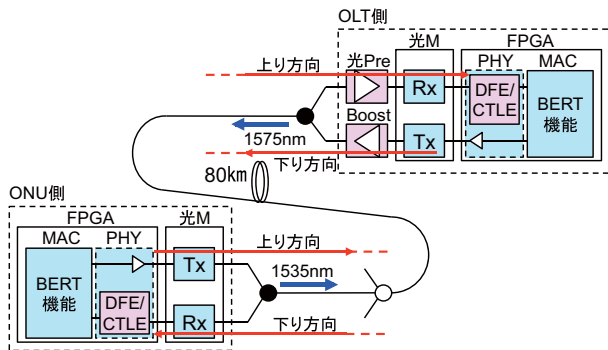 OLT側
光Pre
光M
FPGA
上り方向
PHY
MAC
Rx
DFE/
CTLE
BERT
機能
Boost
Tx
1575nm
下り方向
80km
ONU側
FPGA
光M
MAC
PHY
上り方向
BERT
機能
Tx
1535nm
DFE/
CTLE
Rx
下り方向